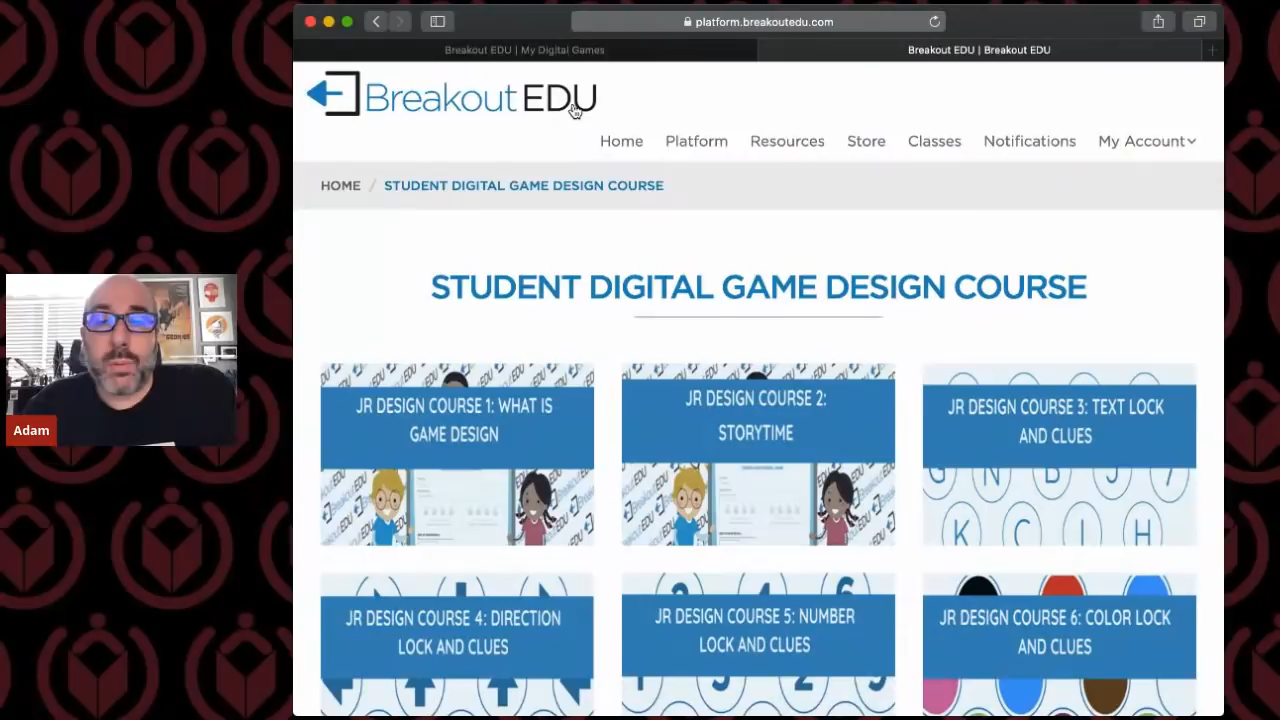 platform.breakoutedu.com
Breakout EDU | My Digital Games
Breakout EDU | Breakout EDU
Breakout EDU
Home Platform Resources Store Classes Notifications My Account
HOME / STUDENT DIGITAL GAME DESIGN COURSE
STUDENT DIGITAL GAME DESIGN COURSE
JR DESIGN COURSE 1: WHAT IS
GAME DESIGN
JR DESIGN COURSE 2:
STORYTIME
JR DESIGN COURSE 3: TEXT LOCK
AND CLUES
G N B J 7
K C I H
JR DESIGN COURSE 4: DIRECTION
LOCK AND CLUES
JR DESIGN COURSE 5: NUMBER
LOCK AND CLUES
JR DESIGN COURSE 6: COLOR LOCK
AND CLUES
Adam